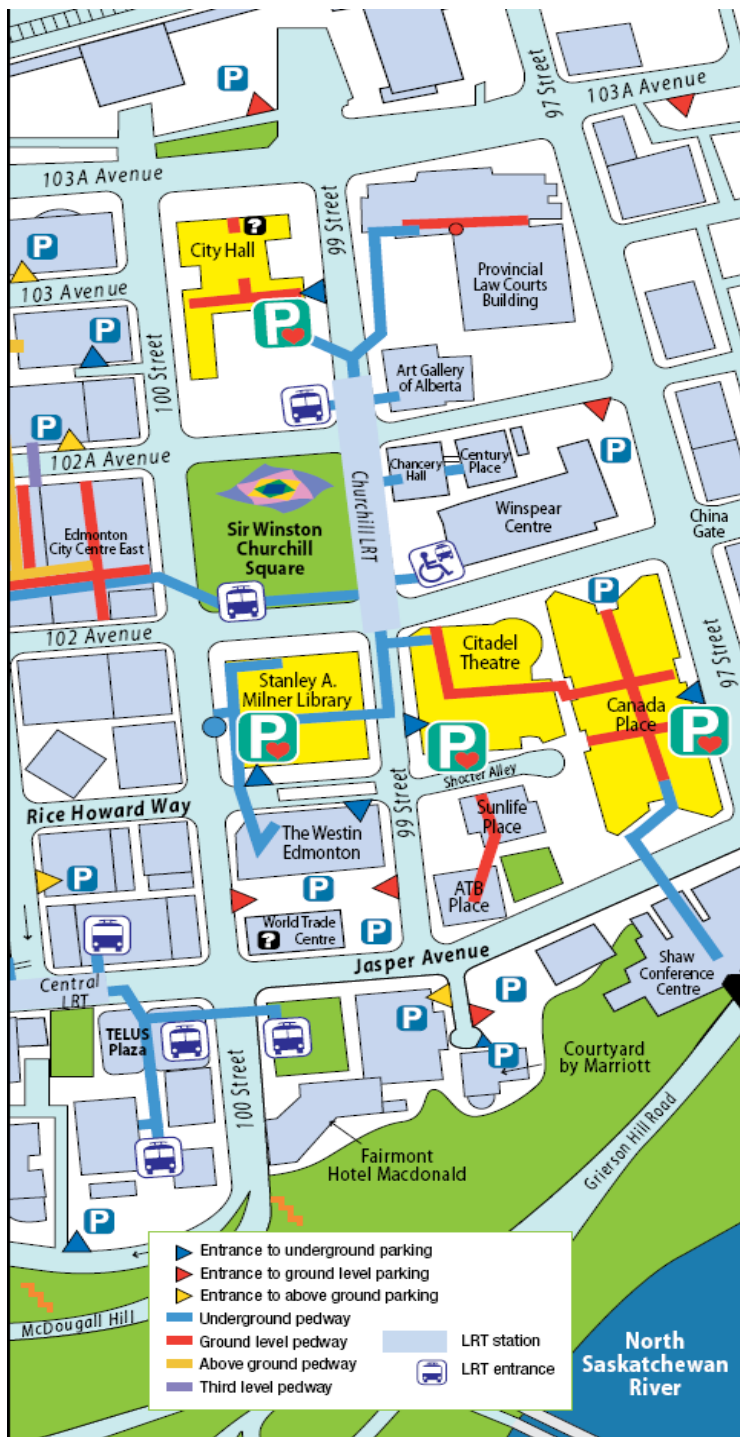 97 Street
103A Avenue
P
103A Avenue
P
?
City Hall
99 Street
Provincial
Law Courts
Building
103 Avenue
P
P
100 Street
Art Gallery
of Alberta
P
102A Avenue
P
Chancery
Hall
Century
Place
Churchill LRT
Winspear
Centre
China
Gate
Edmonton
City Centre East
Sir Winston
Churchill
Square
102 Avenue
P
97 Street
Citadel
Theatre
Stanley A.
Milner Library
Canada
Place
P
P
P
Shocter Alley
99 Street
Rice Howard Way
Sunlife
Place
The Westin
Edmonton
P
P
ATB
Place
World Trade
Centre
?
P
Jasper Avenue
Shaw
Conference
Centre
Central
LRT
P
P
P
TELUS
Plaza
100 Street
Courtyard
by Marriott
Grierson Hill Road
Fairmont
Hotel Macdonald
P
McDougall Hill
Entrance to underground parking
Entrance to ground level parking
Entrance to above ground parking
Underground pedway
Ground level pedway
Above ground pedway
Third level pedway
LRT station
LRT entrance
North
Saskatchewan
River